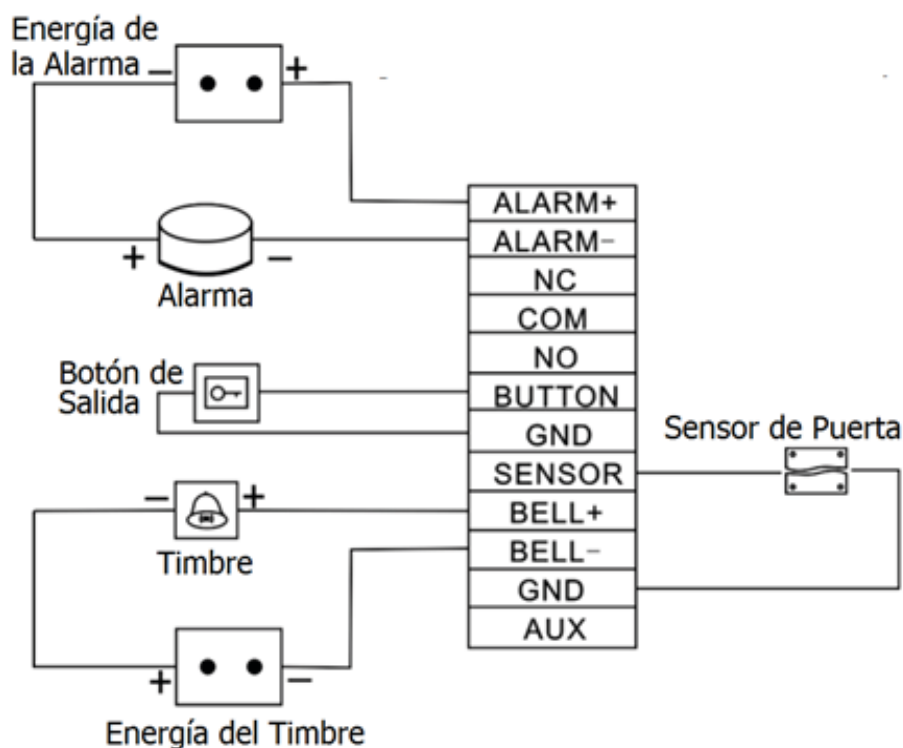 Energía de
la Alarma
− +
+ −
Alarma
ALARM+
ALARM−
NC
COM
NO
BUTTON
GND
SENSOR
BELL+
BELL−
GND
AUX
Botón de
Salida
Sensor de Puerta
− +
Timbre
+ −
Energía del Timbre